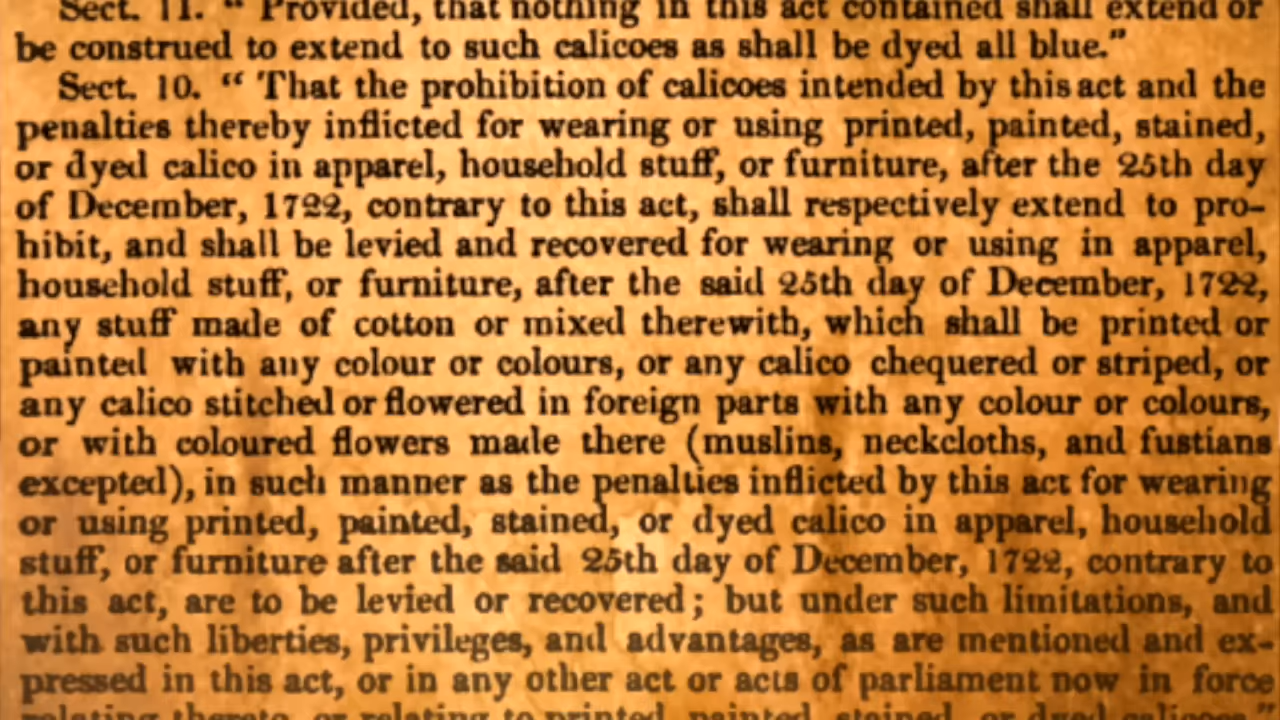 Sect. 11. “ Provided, that nothing in this act contained shall extend or
be construed to extend to such calicoes as shall be dyed all blue.”
Sect. 10. “ That the prohibition of calicoes intended by this act and the
penalties thereby inflicted for wearing or using printed, painted, stained,
or dyed calico in apparel, household stuff, or furniture, after the 25th day
of December, 1722, contrary to this act, shall respectively extend to pro-
hibit, and shall be levied and recovered for wearing or using in apparel,
household stuff, or furniture, after the said 25th day of December, 1722,
any stuff made of cotton or mixed therewith, which shall be printed or
painted with any colour or colours, or any calico chequered or striped, or
any calico stitched or flowered in foreign parts with any colour or colours,
or with coloured flowers made there (muslins, neckcloths, and fustians
excepted), in such manner as the penalties inflicted by this act for wearing
or using printed, painted, stained, or dyed calico in apparel, household
stuff, or furniture after the said 25th day of December, 1722, contrary to
this act, are to be levied or recovered; but under such limitations, and
with such liberties, privileges, and advantages, as are mentioned and ex-
pressed in this act, or in any other act or acts of parliament now in force
relating thereto, or relating to printed, painted, stained, or dyed calicoes.”